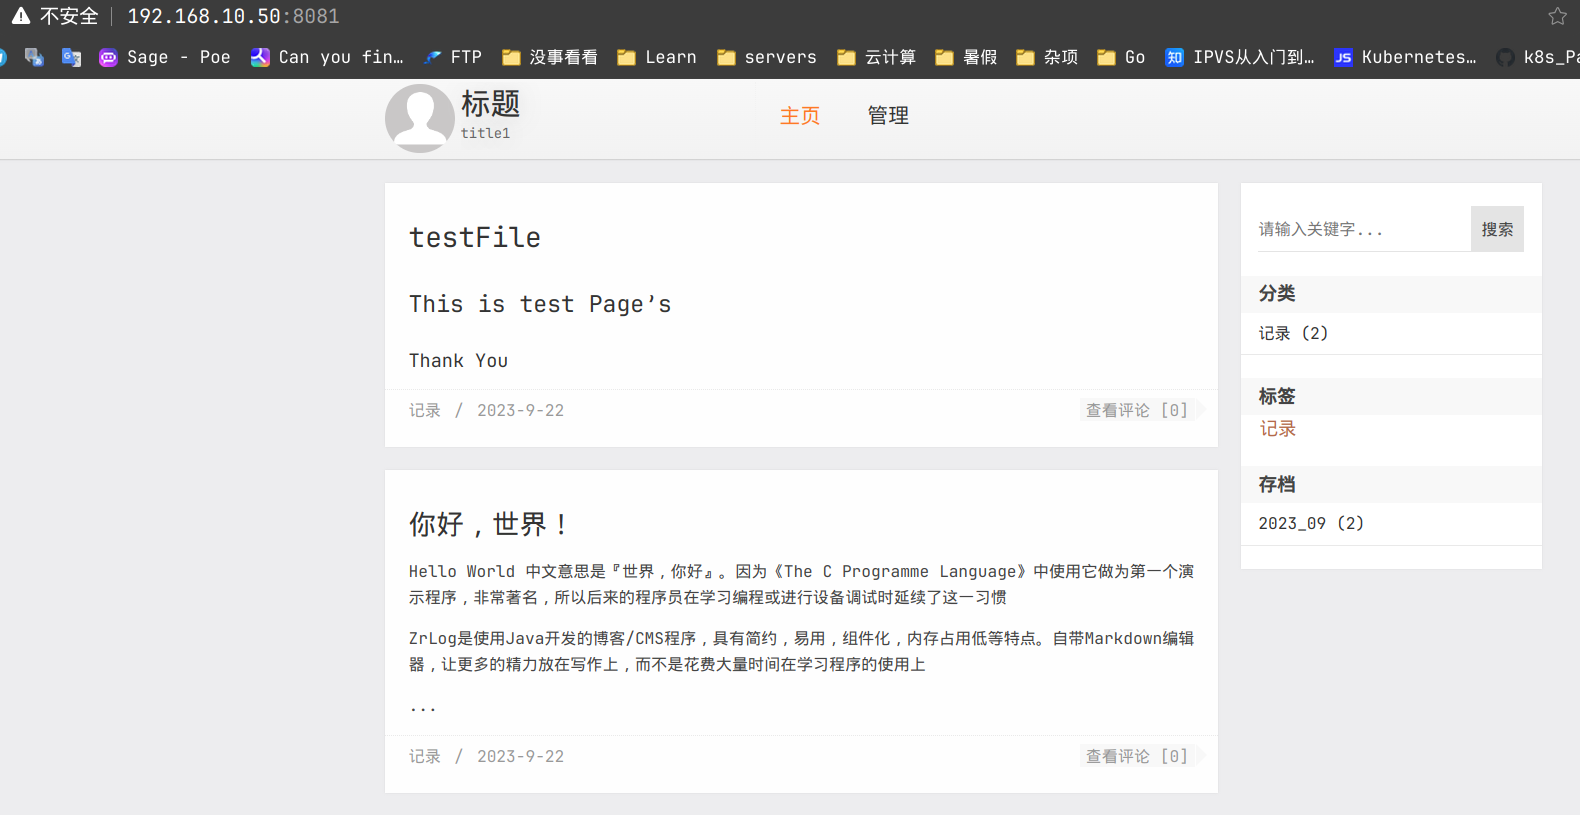 不安全 192.168.10.50:8081
Sage - Poe Can you fin… FTP 没事看看 Learn servers 云计算 暑假 杂项 Go IPVS从入门到… Kubernetes… k8s_Pa
标题
title1
主页 管理
testFile
This is test Page’s
Thank You
记录 / 2023-9-22 查看评论 [0]
你好，世界！
Hello World 中文意思是『世界，你好』。因为《The C Programme Language》中使用它做为第一个演
示程序，非常著名，所以后来的程序员在学习编程或进行设备调试时延续了这一习惯
ZrLog是使用Java开发的博客/CMS程序，具有简约，易用，组件化，内存占用低等特点。自带Markdown编辑
器，让更多的精力放在写作上，而不是花费大量时间在学习程序的使用上
...
记录 / 2023-9-22 查看评论 [0]
请输入关键字... 搜索
分类
记录 (2)
标签
记录
存档
2023_09 (2)